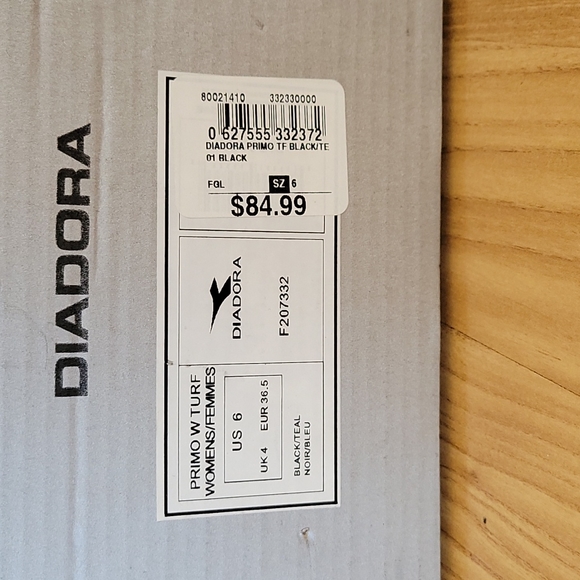 DIADORA
80021410 332330000
0 627555 332372
DIADORA PRIMO TF BLACK/TE
01 BLACK
FGL SZ 6
$84.99
DIADORA
F207332
PRIMO W TURF
WOMENS/FEMMES
US 6
UK 4 EUR 36.5
BLACK/TEAL
NOIR/BLEU